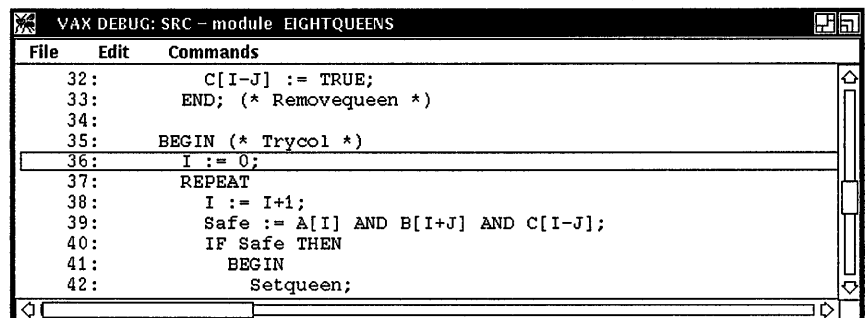 VAX DEBUG: SRC – module EIGHTQUEENS
File Edit Commands
32: C[I-J] := TRUE;
33: END; (* Removequeen *)
34:
35: BEGIN (* Trycol *)
36: I := 0;
37: REPEAT
38: I := I+1;
39: Safe := A[I] AND B[I+J] AND C[I-J];
40: IF Safe THEN
41: BEGIN
42: Setqueen;